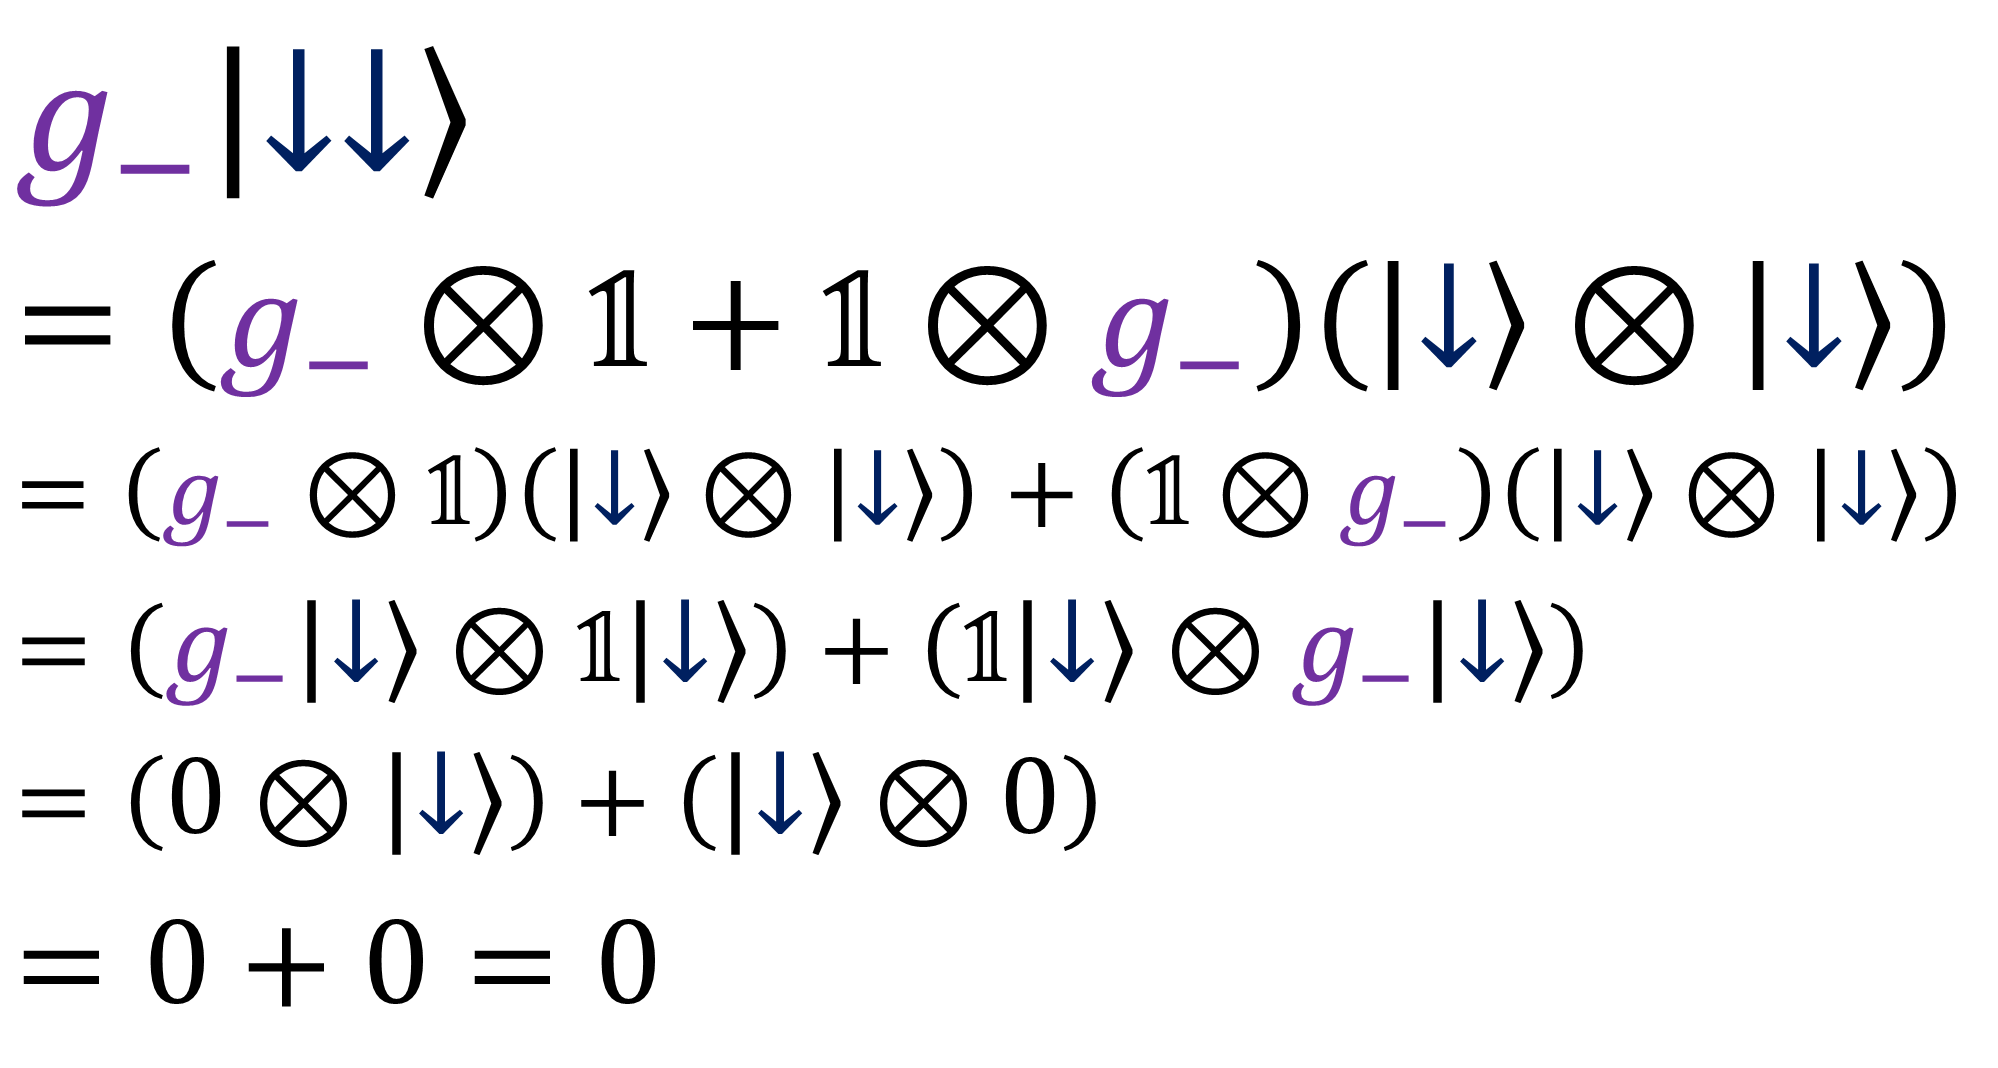 g₋|↓↓⟩
= (g₋ ⊗ 𝟙 + 𝟙 ⊗ g₋)(|↓⟩ ⊗ |↓⟩)
= (g₋ ⊗ 𝟙)(|↓⟩ ⊗ |↓⟩) + (𝟙 ⊗ g₋)(|↓⟩ ⊗ |↓⟩)
= (g₋|↓⟩ ⊗ 𝟙|↓⟩) + (𝟙|↓⟩ ⊗ g₋|↓⟩)
= (0 ⊗ |↓⟩) + (|↓⟩ ⊗ 0)
= 0 + 0 = 0